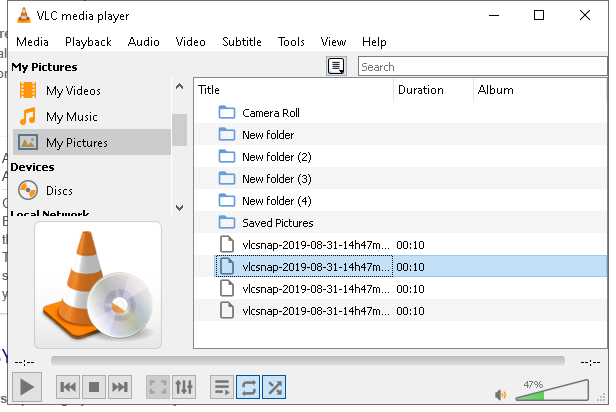 VLC media player
Media Playback Audio Video Subtitle Tools View Help
My Pictures
Search
My Videos
My Music
My Pictures
Devices
Discs
Local Network
Title Duration Album
Camera Roll
New folder
New folder (2)
New folder (3)
New folder (4)
Saved Pictures
vlcsnap-2019-08-31-14h47m... 00:10
vlcsnap-2019-08-31-14h47m... 00:10
vlcsnap-2019-08-31-14h47m... 00:10
vlcsnap-2019-08-31-14h47m... 00:10
--:-- --:--
47%